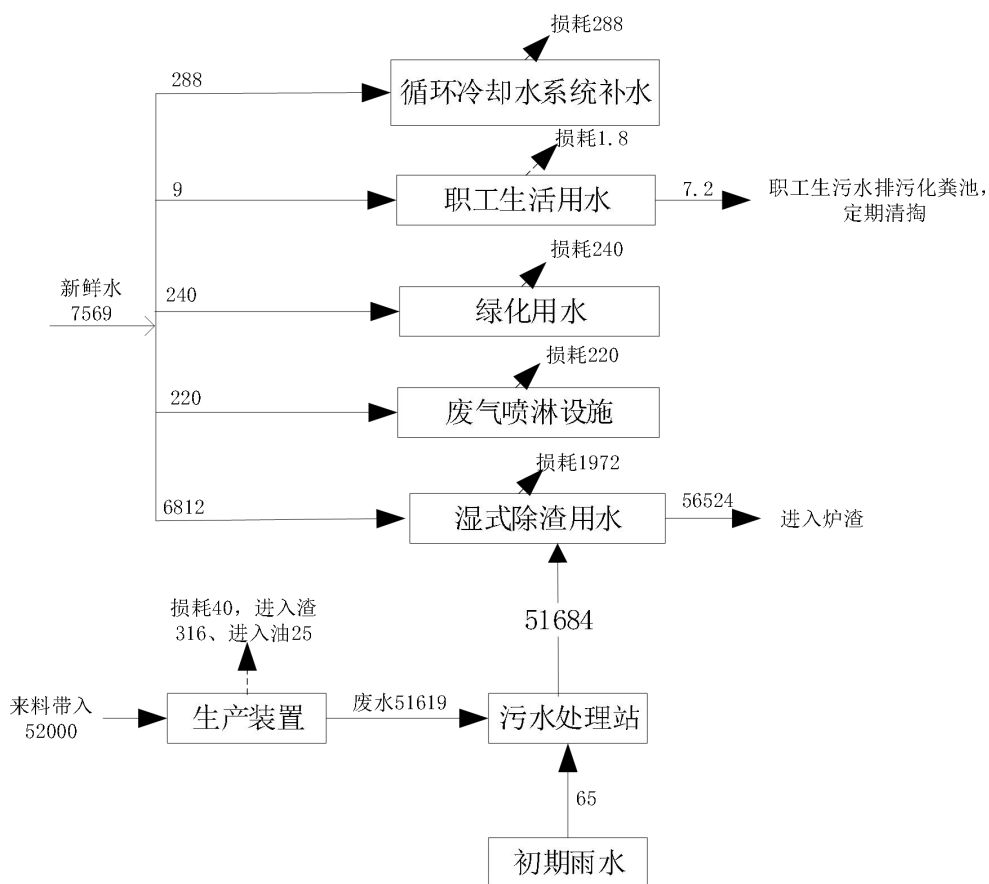 损耗288
288
循环冷却水系统补水
损耗1.8
9
职工生活用水
7.2
职工生污水排污化粪池，
定期清掏
损耗240
新鲜水
7569
240
绿化用水
损耗220
220
废气喷淋设施
损耗1972
6812
湿式除渣用水
56524
进入炉渣
51684
损耗40，进入渣
316、进入油25
来料带入
52000
生产装置
废水51619
污水处理站
65
初期雨水